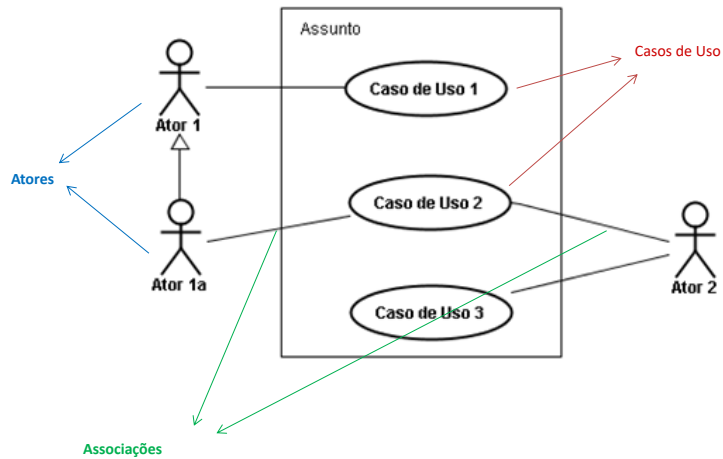 Assunto
Casos de Uso
Caso de Uso 1
Ator 1
Atores
Caso de Uso 2
Ator 1a
Ator 2
Caso de Uso 3
Associações